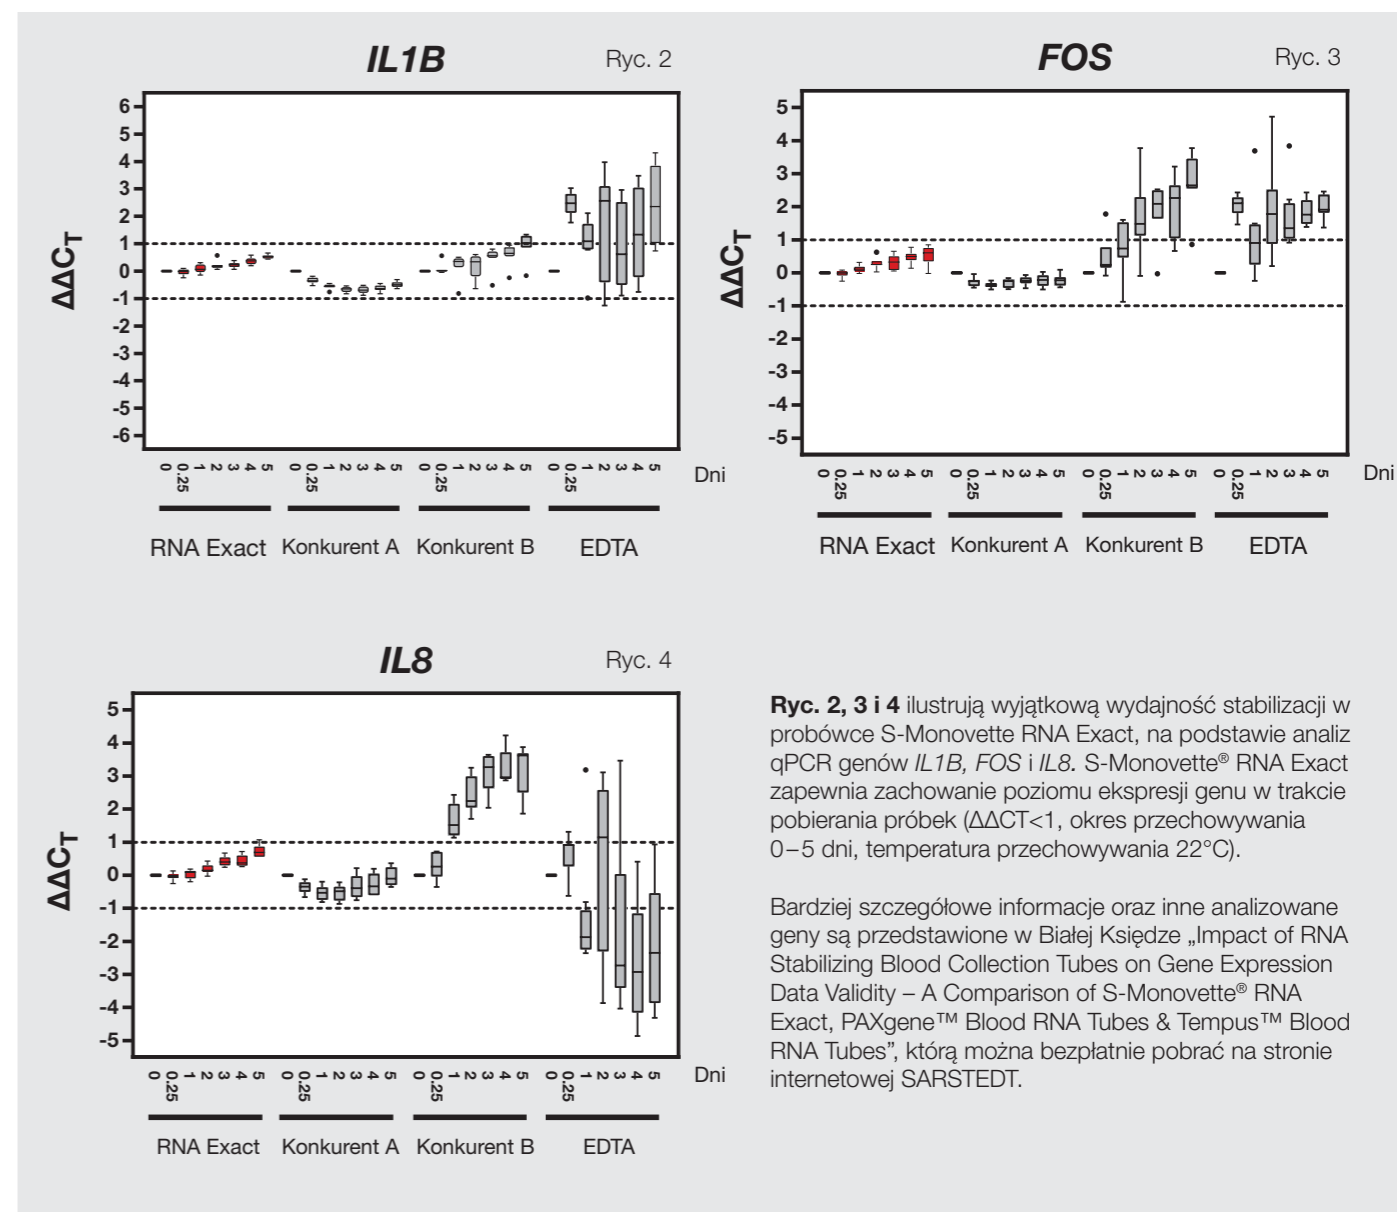 IL1B
Ryc. 2
ΔΔCT
6
5
4
3
2
1
0
-1
-2
-3
-4
-5
-6
0 0.25 1 2 3 4 5 0 0.25 1 2 3 4 5 0 0.25 1 2 3 4 5 0 0.25 1 2 3 4 5
Dni
RNA Exact Konkurent A Konkurent B EDTA
FOS
Ryc. 3
ΔΔCT
5
4
3
2
1
0
-1
-2
-3
-4
-5
0 0.25 1 2 3 4 5 0 0.25 1 2 3 4 5 0 0.25 1 2 3 4 5 0 0.25 1 2 3 4 5
Dni
RNA Exact Konkurent A Konkurent B EDTA
IL8
Ryc. 4
ΔΔCT
5
4
3
2
1
0
-1
-2
-3
-4
-5
0 0.25 1 2 3 4 5 0 0.25 1 2 3 4 5 0 0.25 1 2 3 4 5 0 0.25 1 2 3 4 5
Dni
RNA Exact Konkurent A Konkurent B EDTA
Ryc. 2, 3 i 4 ilustrują wyjątkową wydajność stabilizacji w
probówce S-Monovette RNA Exact, na podstawie analiz
qPCR genów IL1B, FOS i IL8. S-Monovette® RNA Exact
zapewnia zachowanie poziomu ekspresji genu w trakcie
pobierania próbek (ΔΔCT<1, okres przechowywania
0–5 dni, temperatura przechowywania 22°C).
Bardziej szczegółowe informacje oraz inne analizowane
geny są przedstawione w Białej Księdze „Impact of RNA
Stabilizing Blood Collection Tubes on Gene Expression
Data Validity – A Comparison of S-Monovette® RNA
Exact, PAXgene™ Blood RNA Tubes & Tempus™ Blood
RNA Tubes”, którą można bezpłatnie pobrać na stronie
internetowej SARSTEDT.